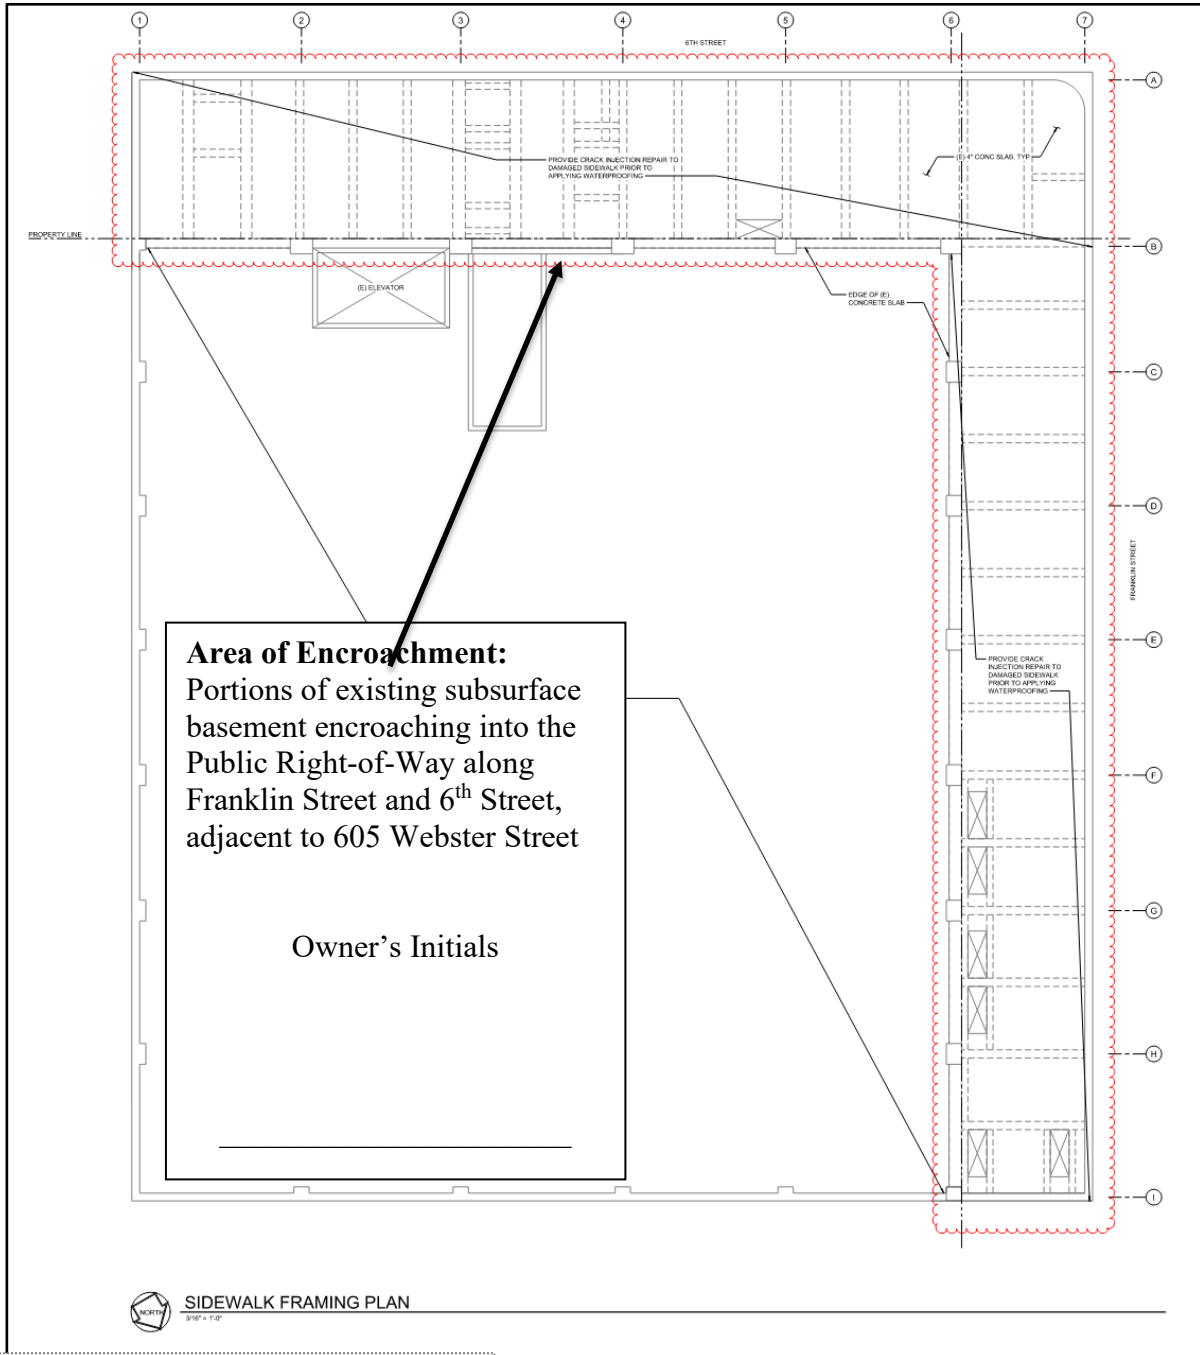 1 2 3 4 5 6 7
6TH STREET
A
PROVIDE CRACK INJECTION REPAIR TO
DAMAGED SIDEWALK PRIOR TO
APPLYING WATERPROOFING
(E) 4" CONC SLAB, TYP
PROPERTY LINE
B
(E) ELEVATOR
EDGE OF (E)
CONCRETE SLAB
C
D
FRANKLIN STREET
E
PROVIDE CRACK
INJECTION REPAIR TO
DAMAGED SIDEWALK
PRIOR TO APPLYING
WATERPROOFING
Area of Encroachment:
Portions of existing subsurface
basement encroaching into the
Public Right-of-Way along
Franklin Street and 6th Street,
adjacent to 605 Webster Street
Owner’s Initials
F
G
H
I
NORTH
SIDEWALK FRAMING PLAN
3/16" = 1'-0"